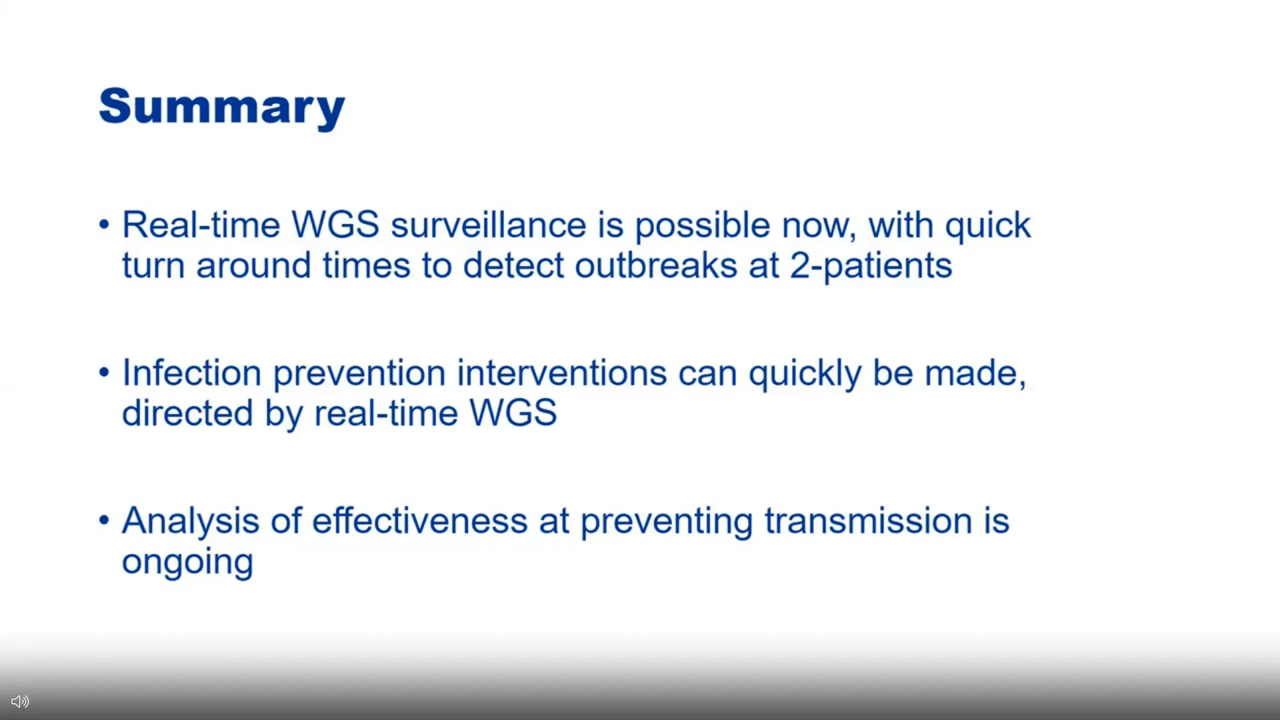 Summary
• Real-time WGS surveillance is possible now, with quick
turn around times to detect outbreaks at 2-patients
• Infection prevention interventions can quickly be made,
directed by real-time WGS
• Analysis of effectiveness at preventing transmission is
ongoing